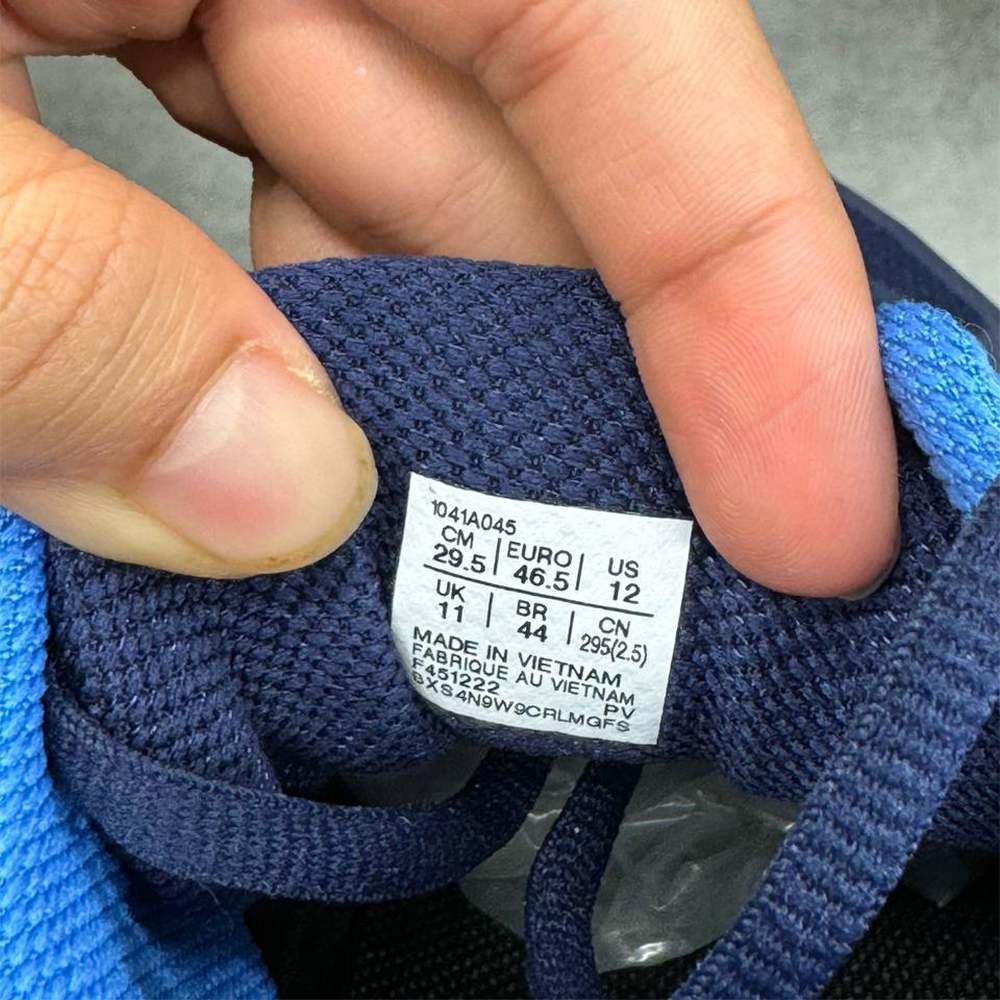 1041A045
CM EURO US
29.5 46.5 12
UK BR CN
11 44 295(2.5)
MADE IN VIETNAM
FABRIQUE AU VIETNAM
F451222 PV
BXS4N9W9CRLMGFS